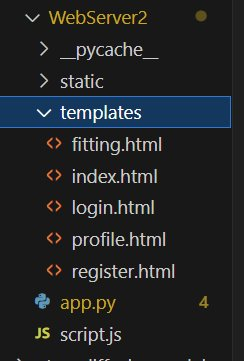 WebServer2
__pycache__
static
templates
fitting.html
index.html
login.html
profile.html
register.html
app.py 4
JS script.js